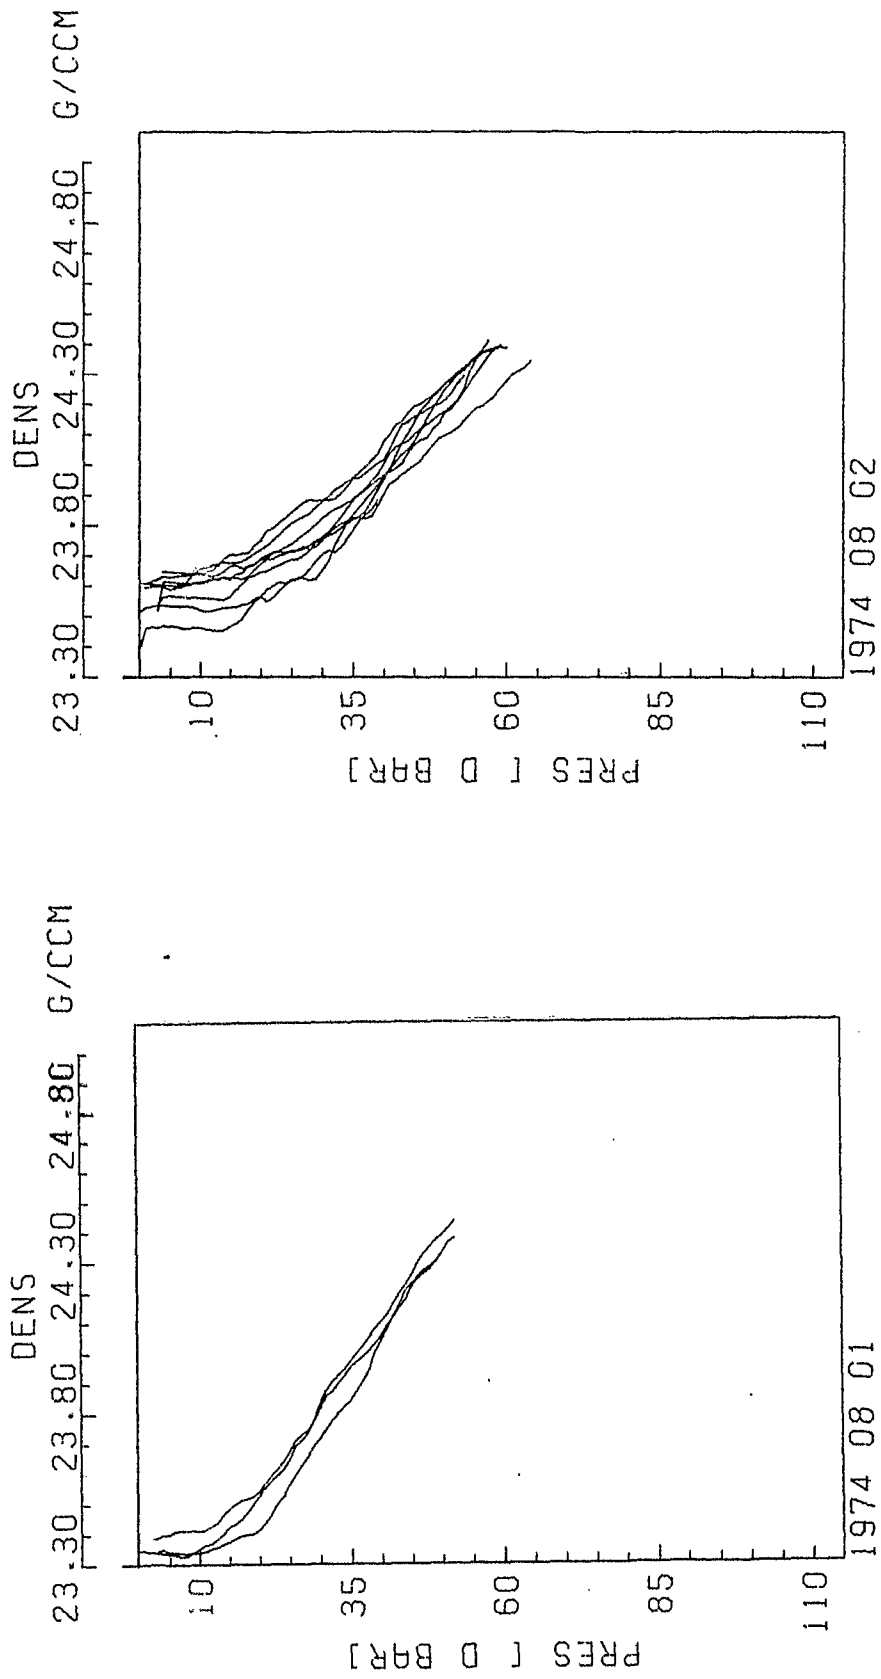 DENS
23.30 23.80 24.30 24.80 G/CCM
10
35
60
85
110
PRES [ D BAR]
1974 08 01
DENS
23.30 23.80 24.30 24.80 G/CCM
10
35
60
85
110
PRES [ D BAR]
1974 08 02